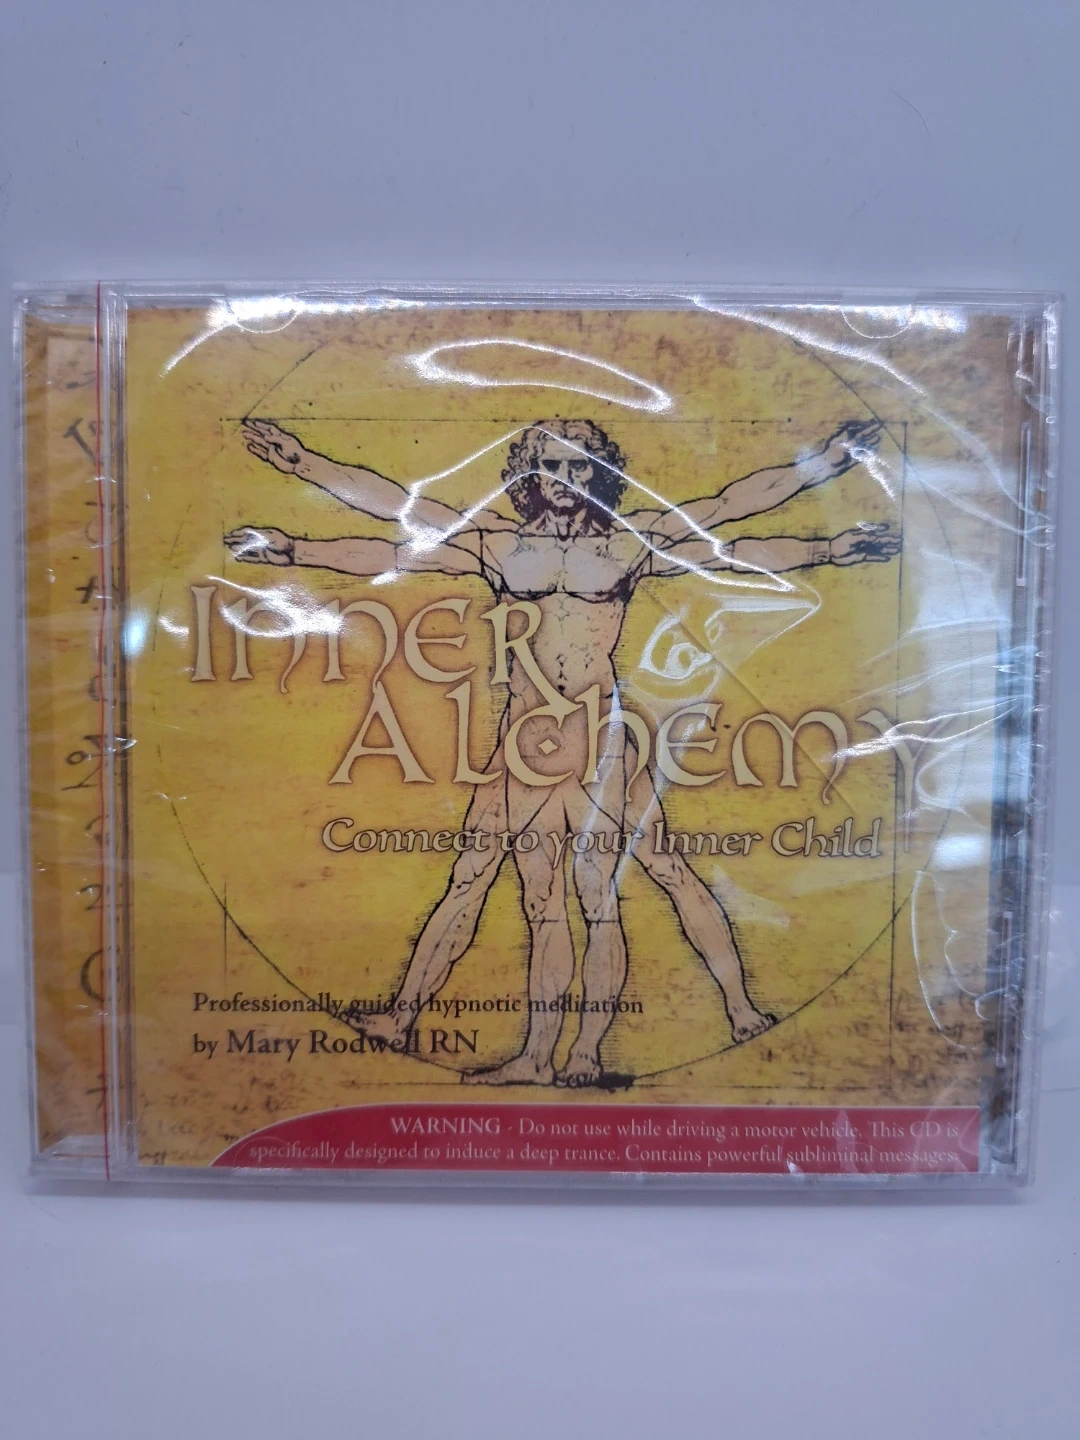 Inner
Alchemy
Connect to your Inner Child
Professionally guided hypnotic meditation
by Mary Rodwell RN
WARNING - Do not use while driving a motor vehicle. This CD is
specifically designed to induce a deep trance. Contains powerful subliminal messages.